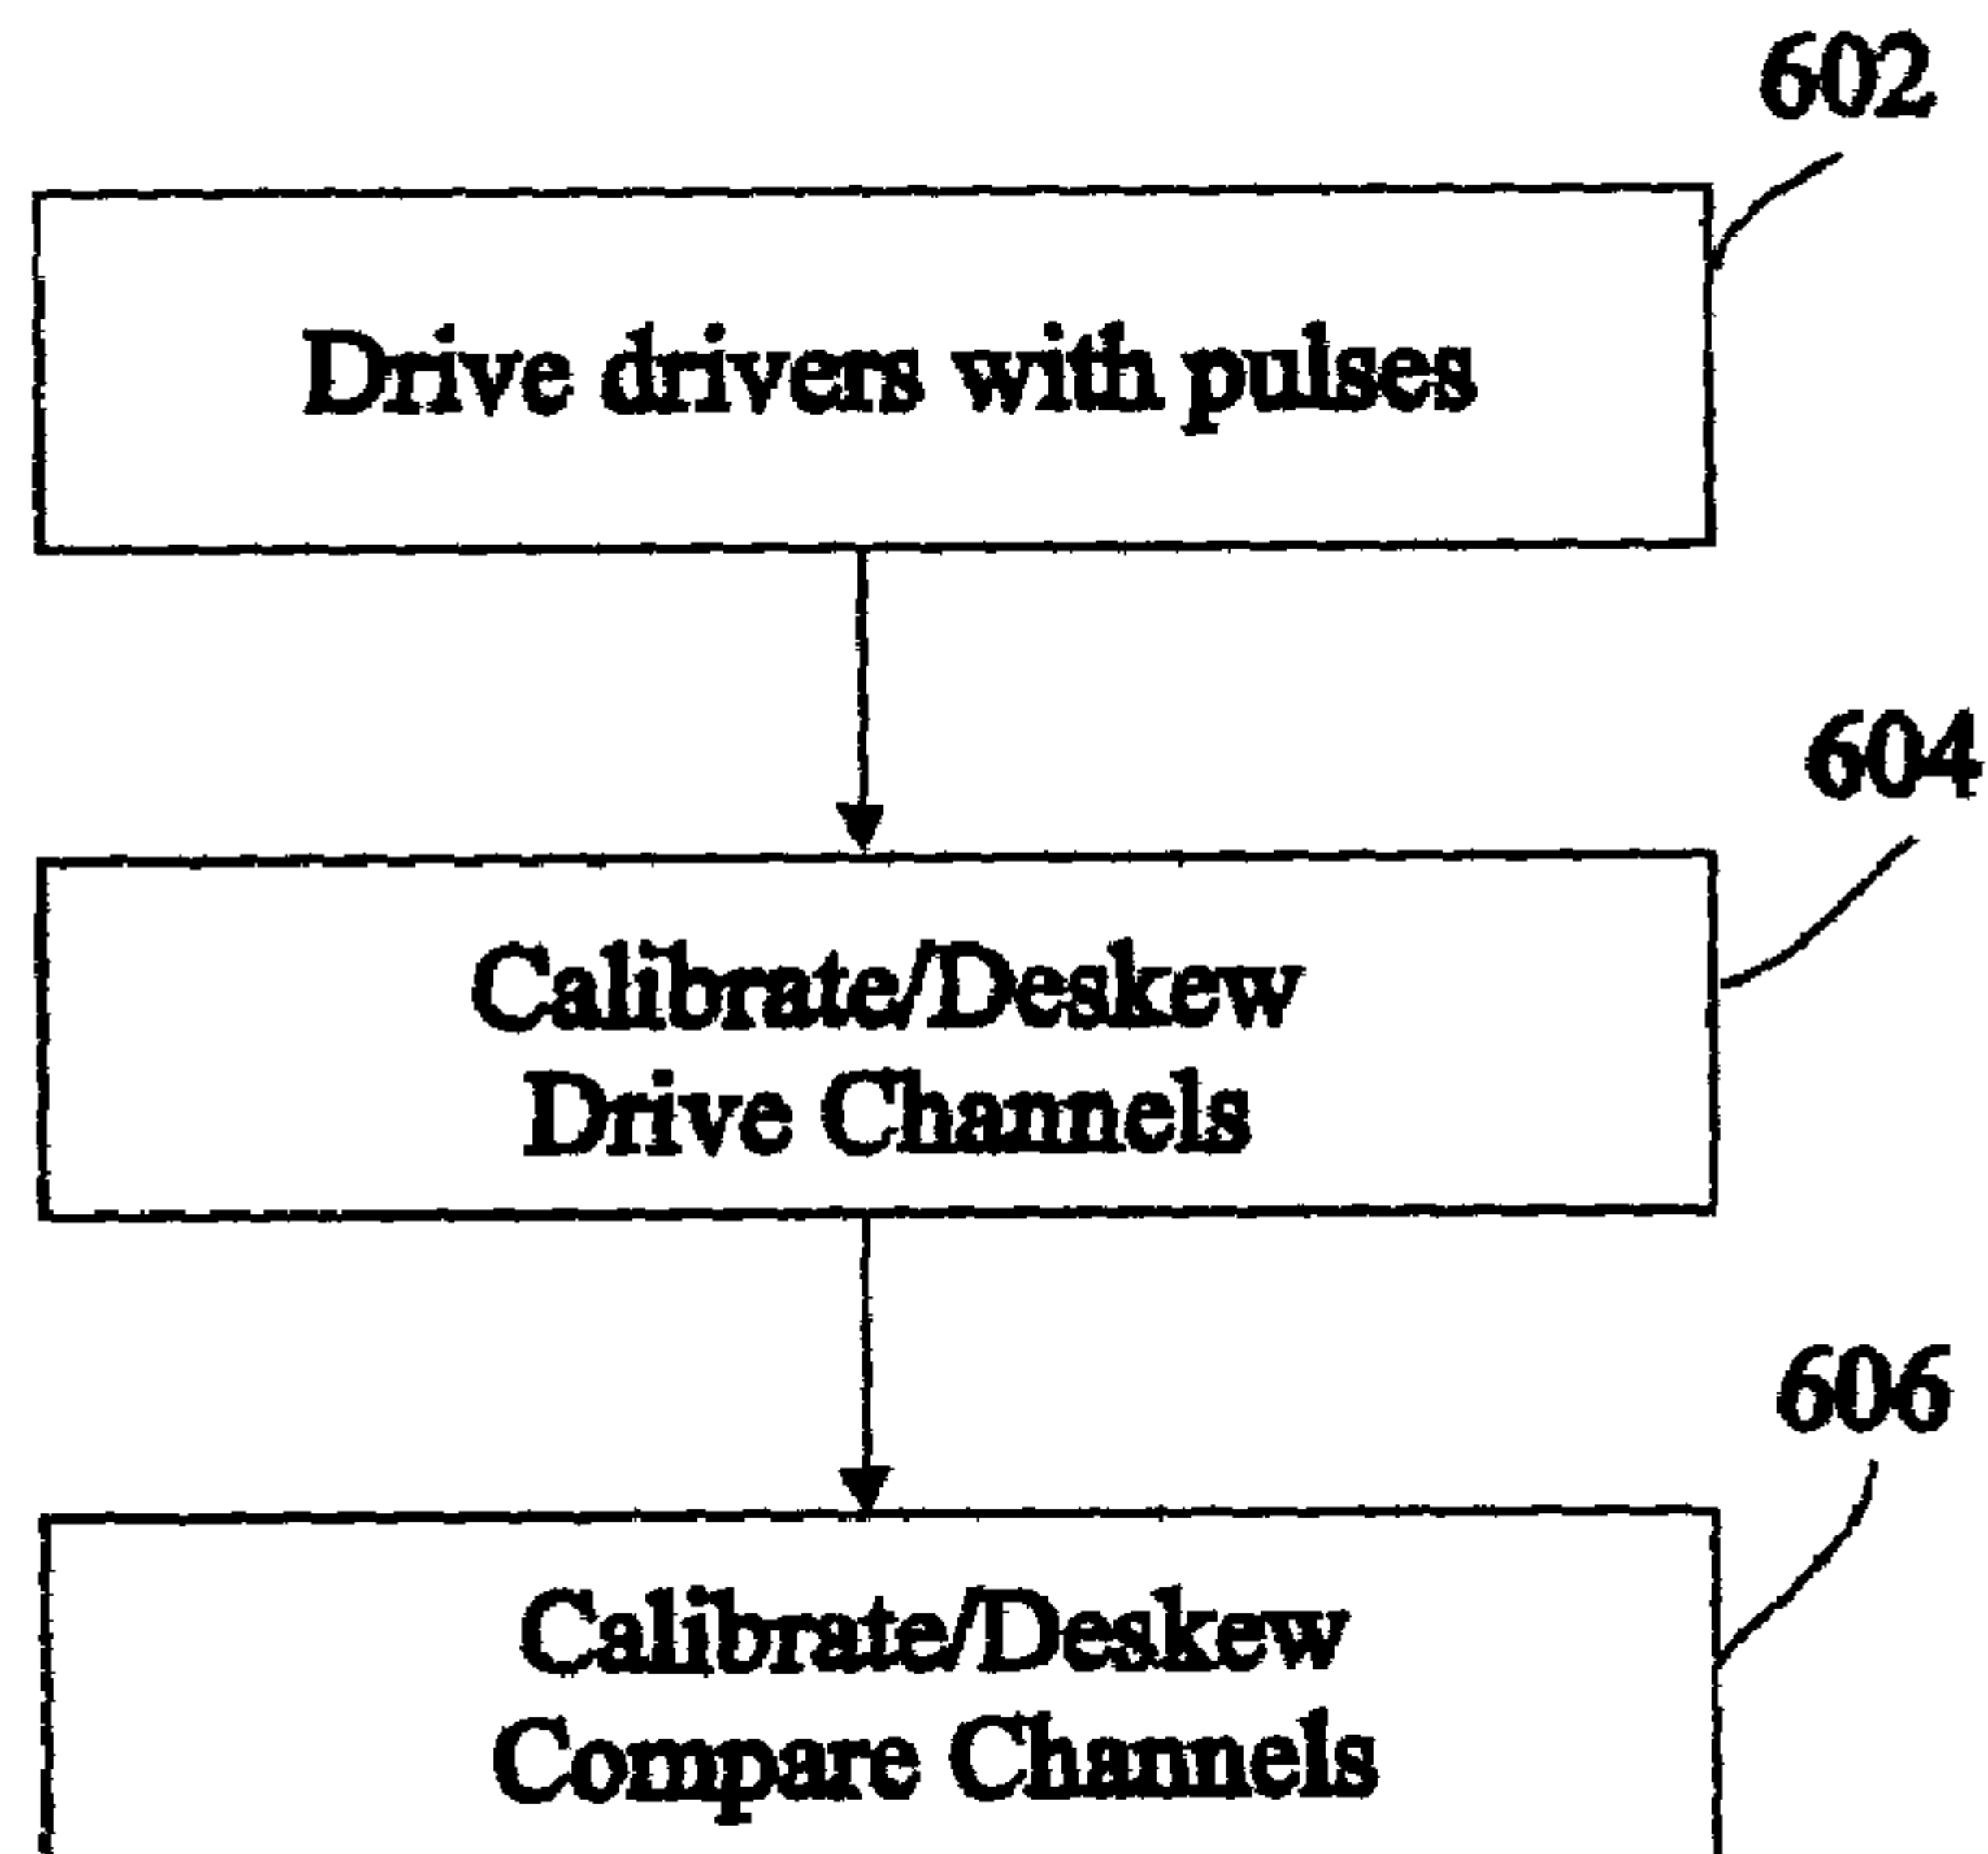 602
Drive drivers with pulses
604
Calibrate/Deskew
Drive Channels
606
Calibrate/Deskew
Compare Channels